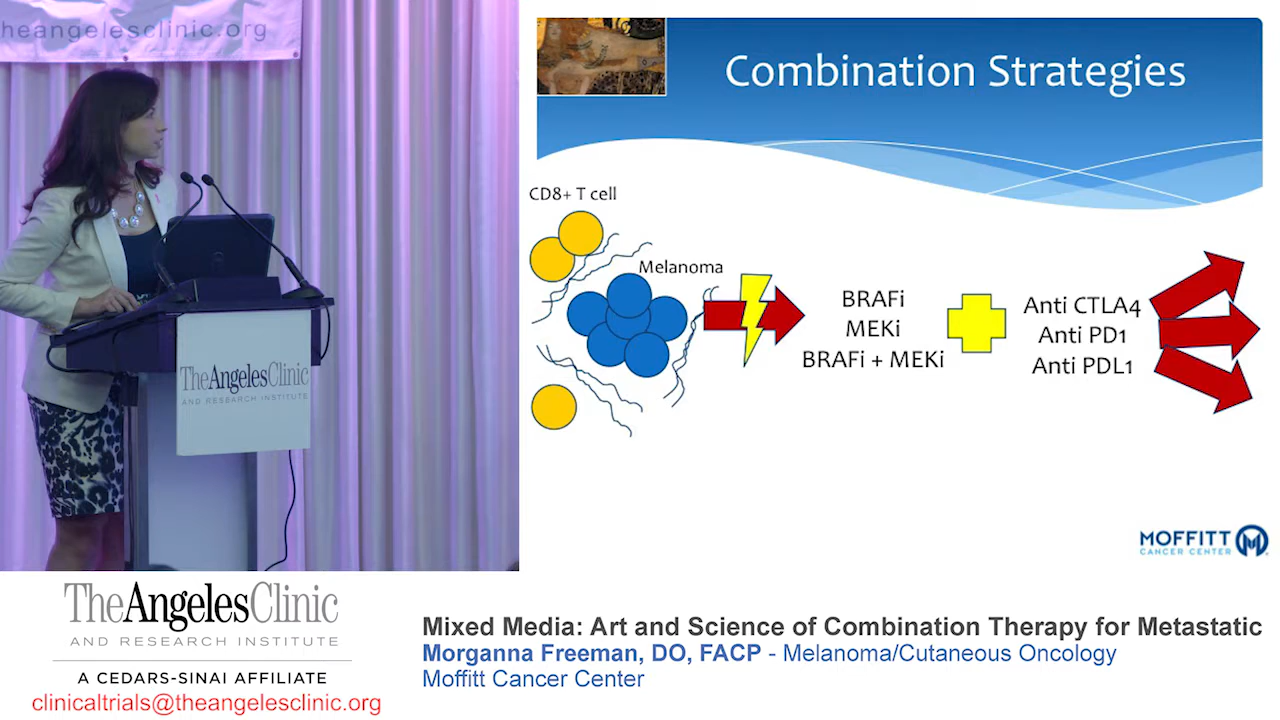 theangelesclinic.org
Combination Strategies
CD8+ T cell
Melanoma
BRAFi
MEKi
BRAFi + MEKi
Anti CTLA4
Anti PD1
Anti PDL1
TheAngelesClinic
AND RESEARCH INSTITUTE
MOFFITT
CANCER CENTER
TheAngelesClinic
AND RESEARCH INSTITUTE
A CEDARS-SINAI AFFILIATE
clinicaltrials@theangelesclinic.org
Mixed Media: Art and Science of Combination Therapy for Metastatic
Morganna Freeman, DO, FACP - Melanoma/Cutaneous Oncology
Moffitt Cancer Center